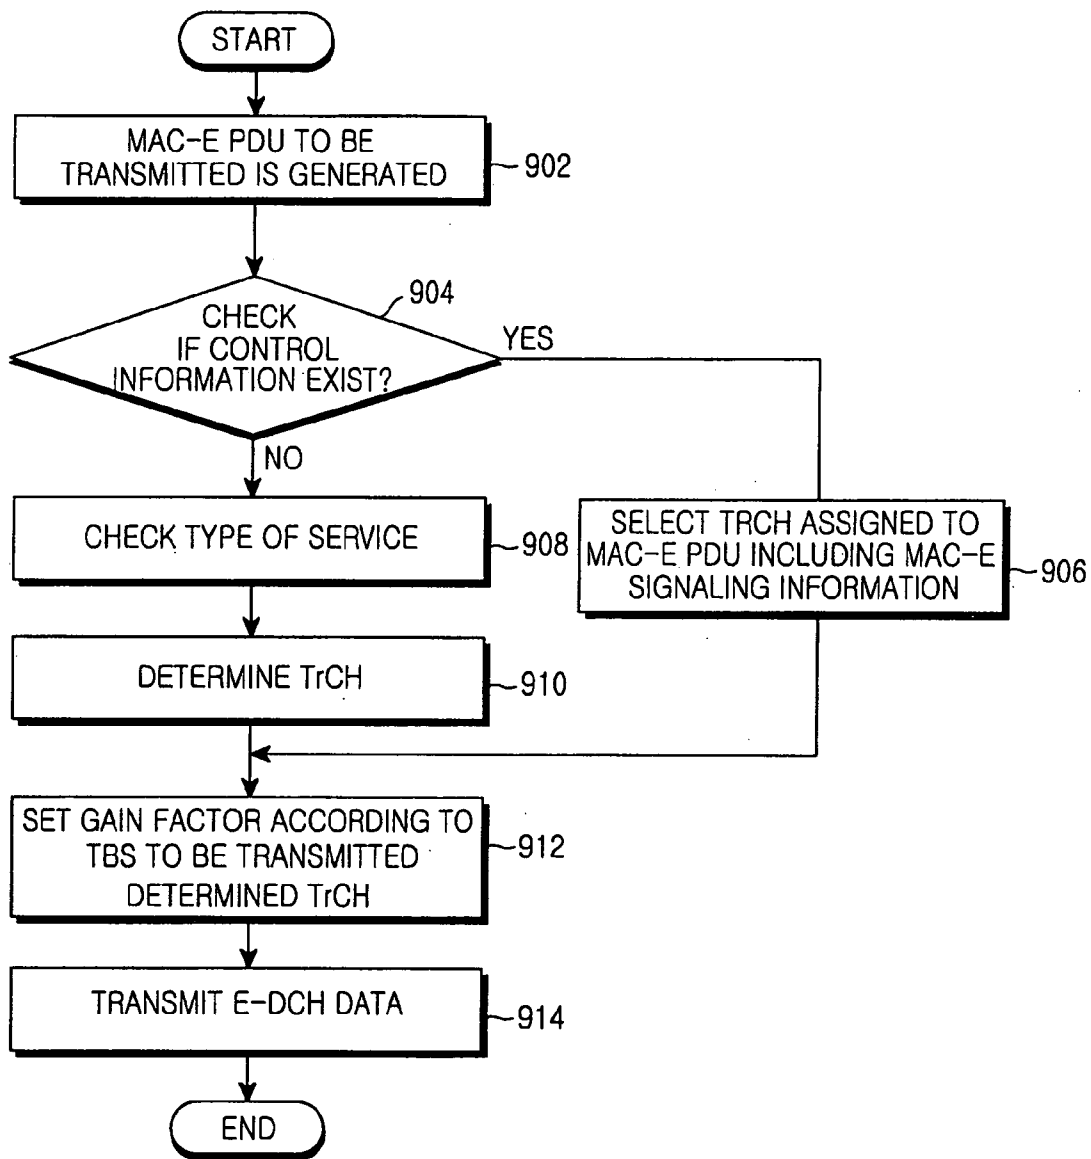 START
MAC-E PDU TO BE
TRANSMITTED IS GENERATED
902
904
CHECK
IF CONTROL
INFORMATION EXIST?
YES
NO
CHECK TYPE OF SERVICE
908
SELECT TRCH ASSIGNED TO
MAC-E PDU INCLUDING MAC-E
SIGNALING INFORMATION
906
DETERMINE TrCH
910
SET GAIN FACTOR ACCORDING TO
TBS TO BE TRANSMITTED
DETERMINED TrCH
912
TRANSMIT E-DCH DATA
914
END